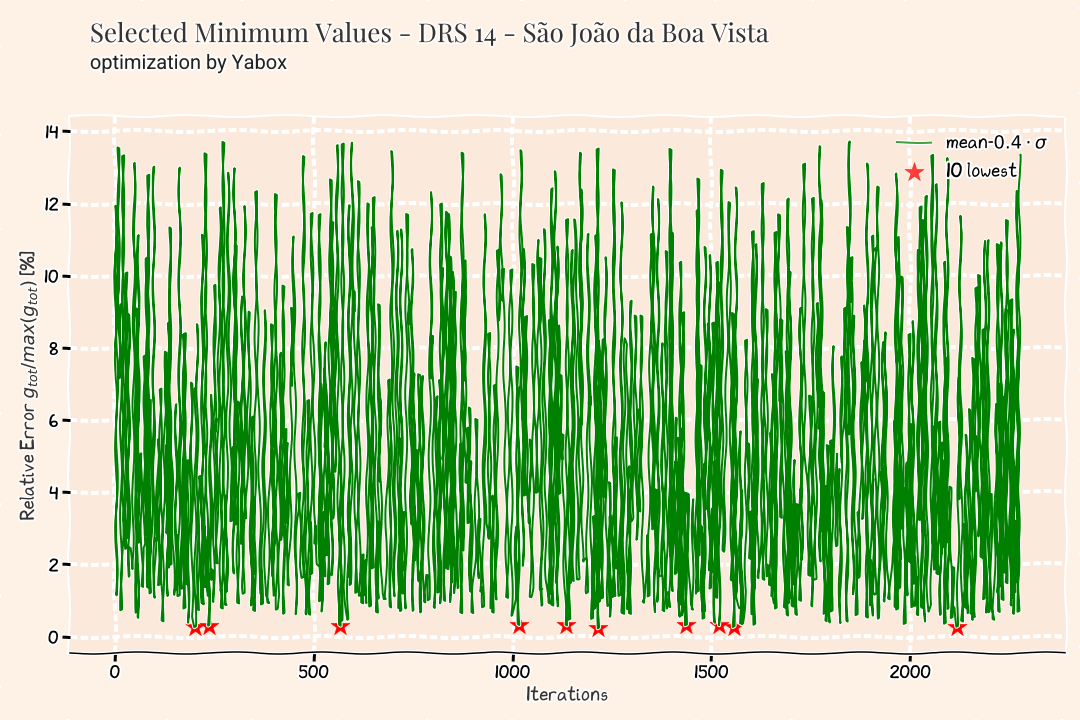 Selected Minimum Values - DRS 14 - São João da Boa Vista
optimization by Yabox
14
12
10
8
6
4
2
0
Relative Error g_tot/max(g_tot) [%]
mean-0.4 · σ
10 lowest
0 500 1000 1500 2000
Iterations